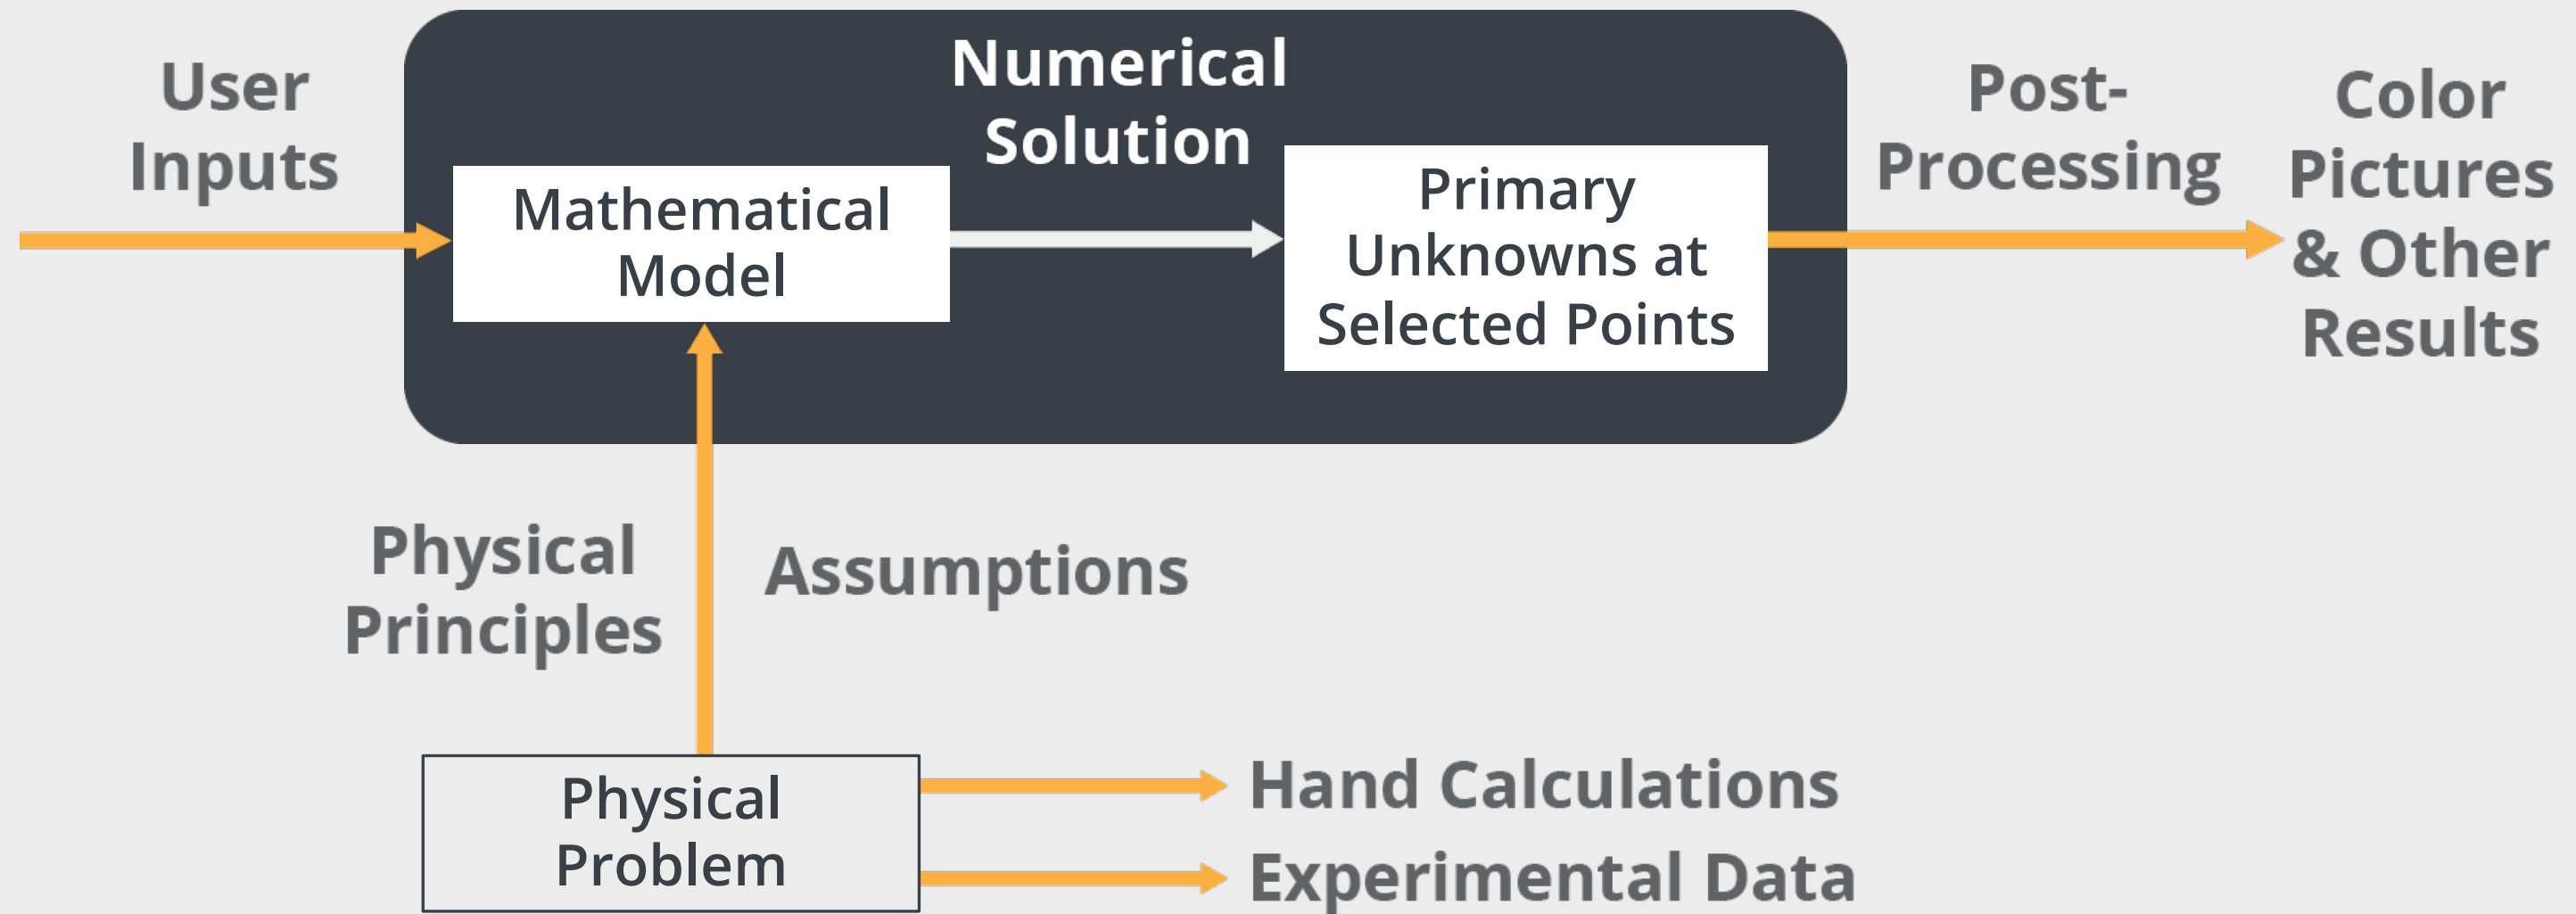 User
Inputs
Numerical
Solution
Mathematical
Model
Primary
Unknowns at
Selected Points
Post-
Processing
Color
Pictures
& Other
Results
Physical
Principles
Assumptions
Physical
Problem
Hand Calculations
Experimental Data